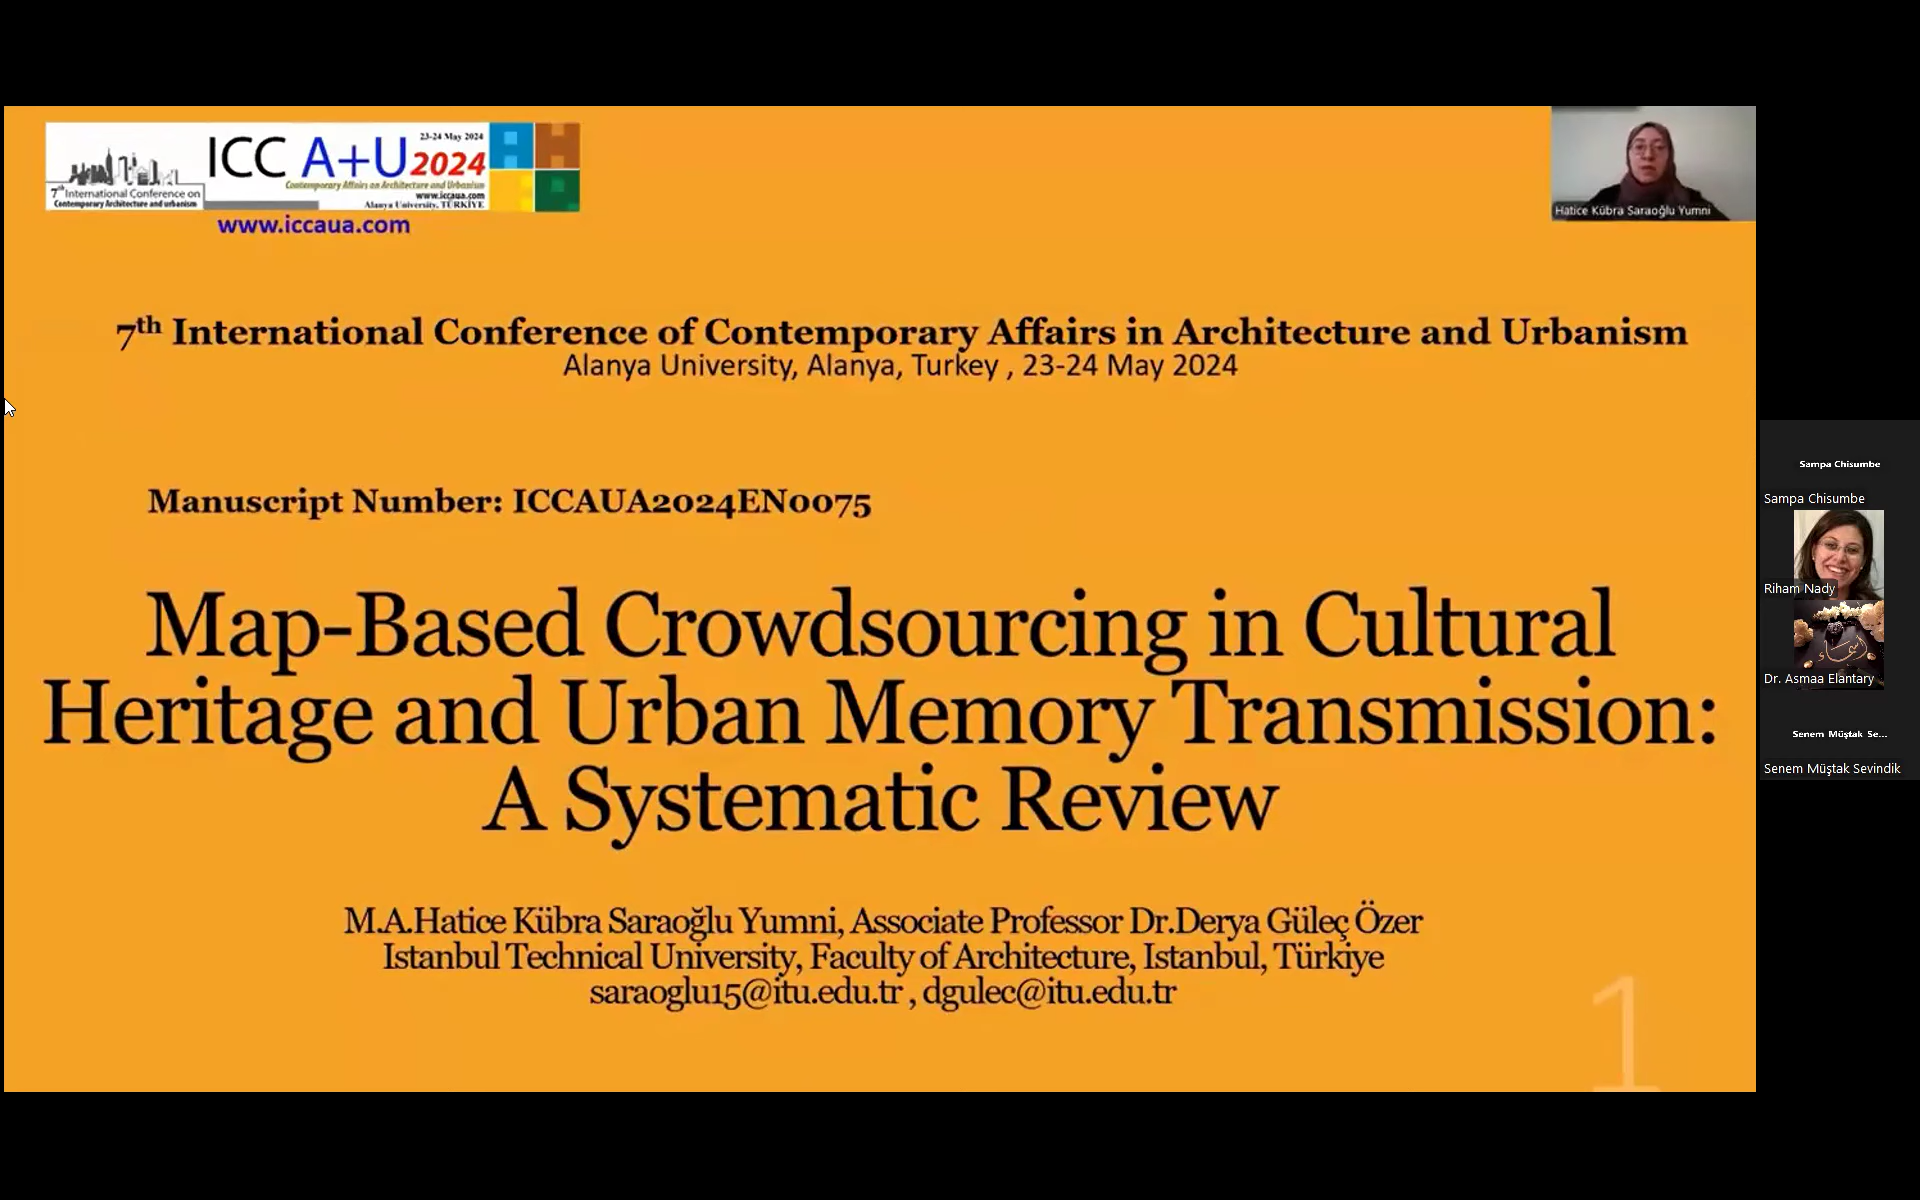 23-24 May 2024
ICC A+U 2024
Contemporary Affairs on Architecture and Urbanism
7th International Conference on
Contemporary Architecture and urbanism
www.iccaua.com
Alanya University, TÜRKİYE
www.iccaua.com
Hatice Kübra Saraoğlu Yumni
7th International Conference of Contemporary Affairs in Architecture and Urbanism
Alanya University, Alanya, Turkey , 23-24 May 2024
Manuscript Number: ICCAUA2024EN0075
Map-Based Crowdsourcing in Cultural
Heritage and Urban Memory Transmission:
A Systematic Review
M.A.Hatice Kübra Saraoğlu Yumni, Associate Professor Dr.Derya Güleç Özer
Istanbul Technical University, Faculty of Architecture, Istanbul, Türkiye
saraoglu15@itu.edu.tr , dgulec@itu.edu.tr
1
Sampa Chisumbe
Sampa Chisumbe
Riham Nady
أسماء
Dr. Asmaa Elantary
Senem Müştak Se...
Senem Müştak Sevindik